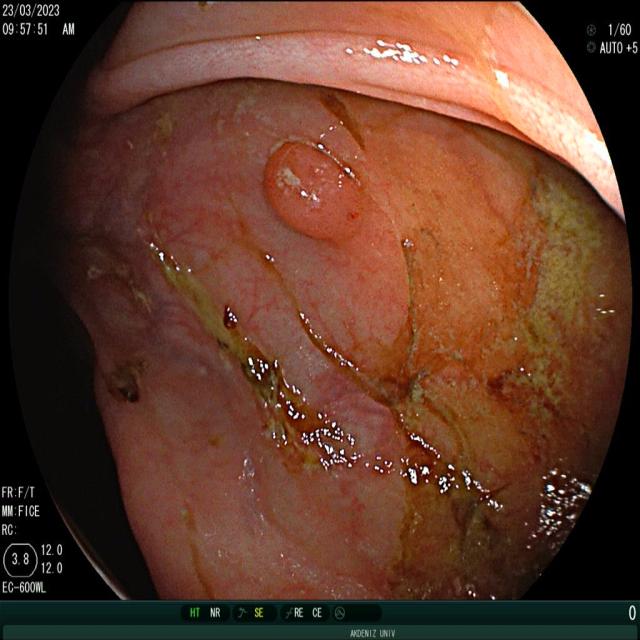 23/03/2023
09:57:51 AM
1/60
AUTO +5
FR:F/T
MM:FICE
RC:
3.8
12.0
12.0
EC-600WL
HT NR SE RE CE
0
AKDENIZ UNIV